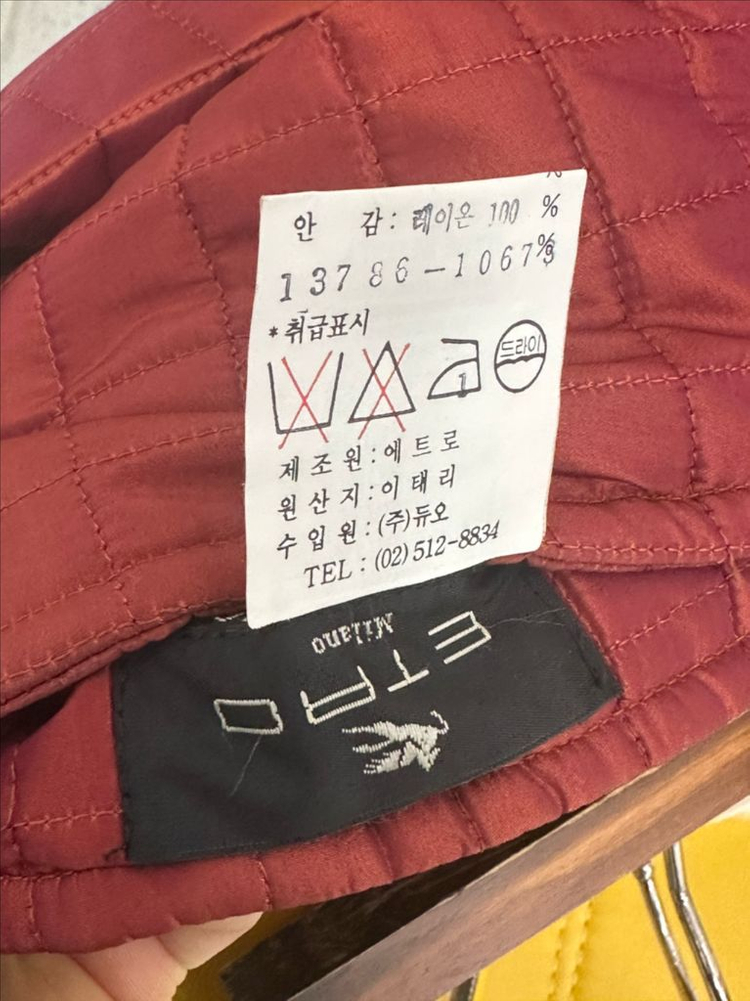 안 감: 레이온 100 %
13786-1067
*취급표시
드라이
제조원:에트로
원산지:이태리
수입원:(주)듀오
TEL:(02)512-8834
Milano
ETRO